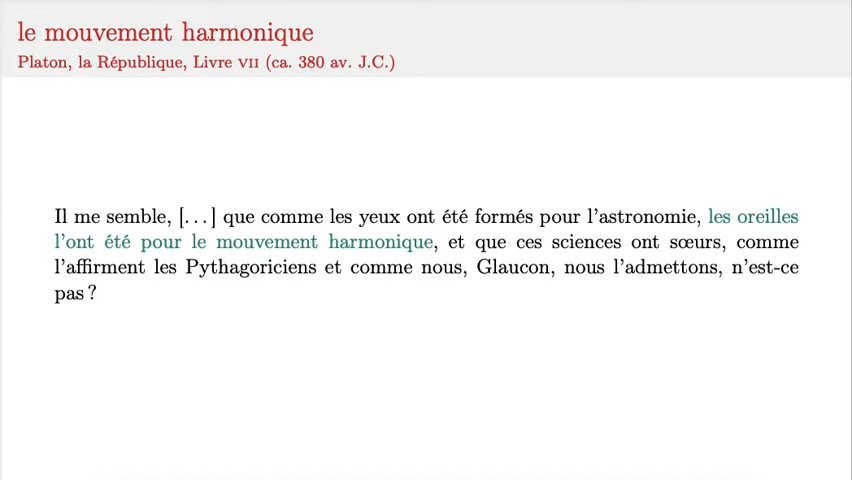 le mouvement harmonique
Platon, la République, Livre VII (ca. 380 av. J.C.)
Il me semble, [...] que comme les yeux ont été formés pour l'astronomie, les oreilles
l'ont été pour le mouvement harmonique, et que ces sciences ont sœurs, comme
l'affirment les Pythagoriciens et comme nous, Glaucon, nous l'admettons, n'est-ce
pas ?